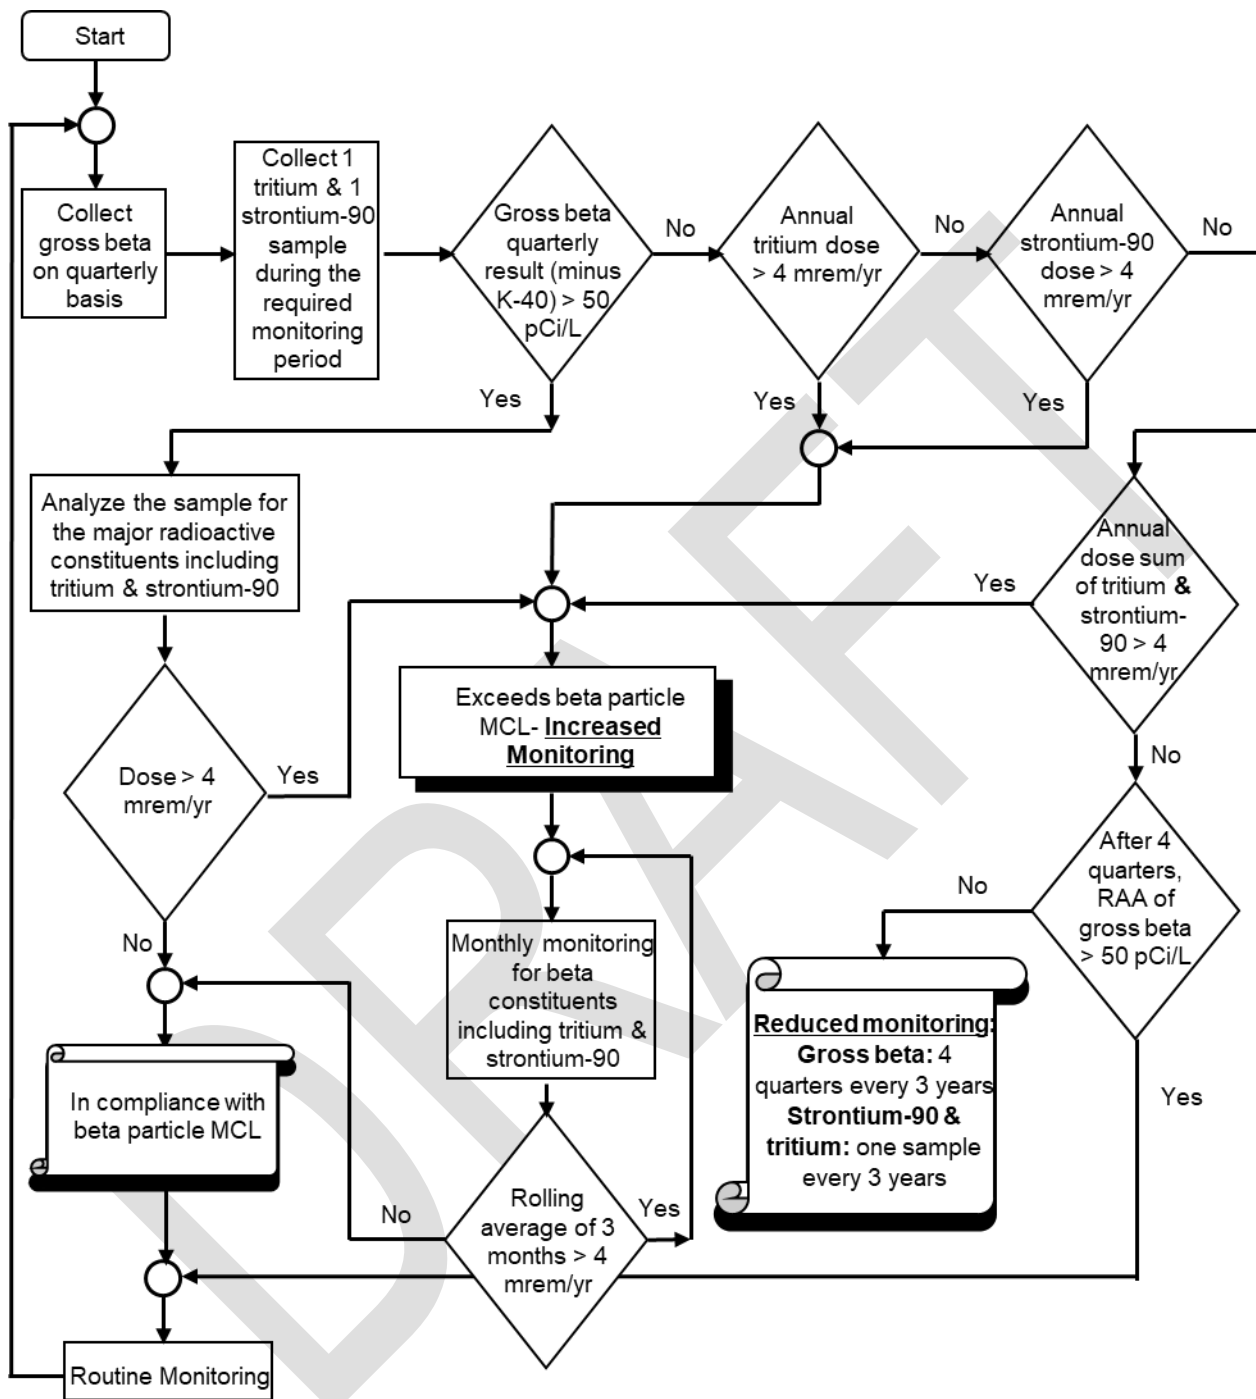 Start
Collect
gross beta
on quarterly
basis
Collect 1
tritium & 1
strontium-90
sample
during the
required
monitoring
period
Gross beta
quarterly
result (minus
K-40) > 50
pCi/L
No
Annual
tritium dose
> 4 mrem/yr
No
Annual
strontium-90
dose > 4
mrem/yr
No
Yes
Yes
Yes
Analyze the sample for
the major radioactive
constituents including
tritium & strontium-90
Annual
dose sum
of tritium &
strontium-
90 > 4
mrem/yr
Yes
No
Dose > 4
mrem/yr
Yes
No
Exceeds beta particle
MCL- Increased
Monitoring
After 4
quarters,
RAA of
gross beta
> 50 pCi/L
No
Yes
Monthly monitoring
for beta
constituents
including tritium &
strontium-90
Reduced monitoring:
Gross beta: 4
quarters every 3 years
Strontium-90 &
tritium: one sample
every 3 years
In compliance with
beta particle MCL
Rolling
average of 3
months > 4
mrem/yr
No
Yes
Routine Monitoring
DRAFT